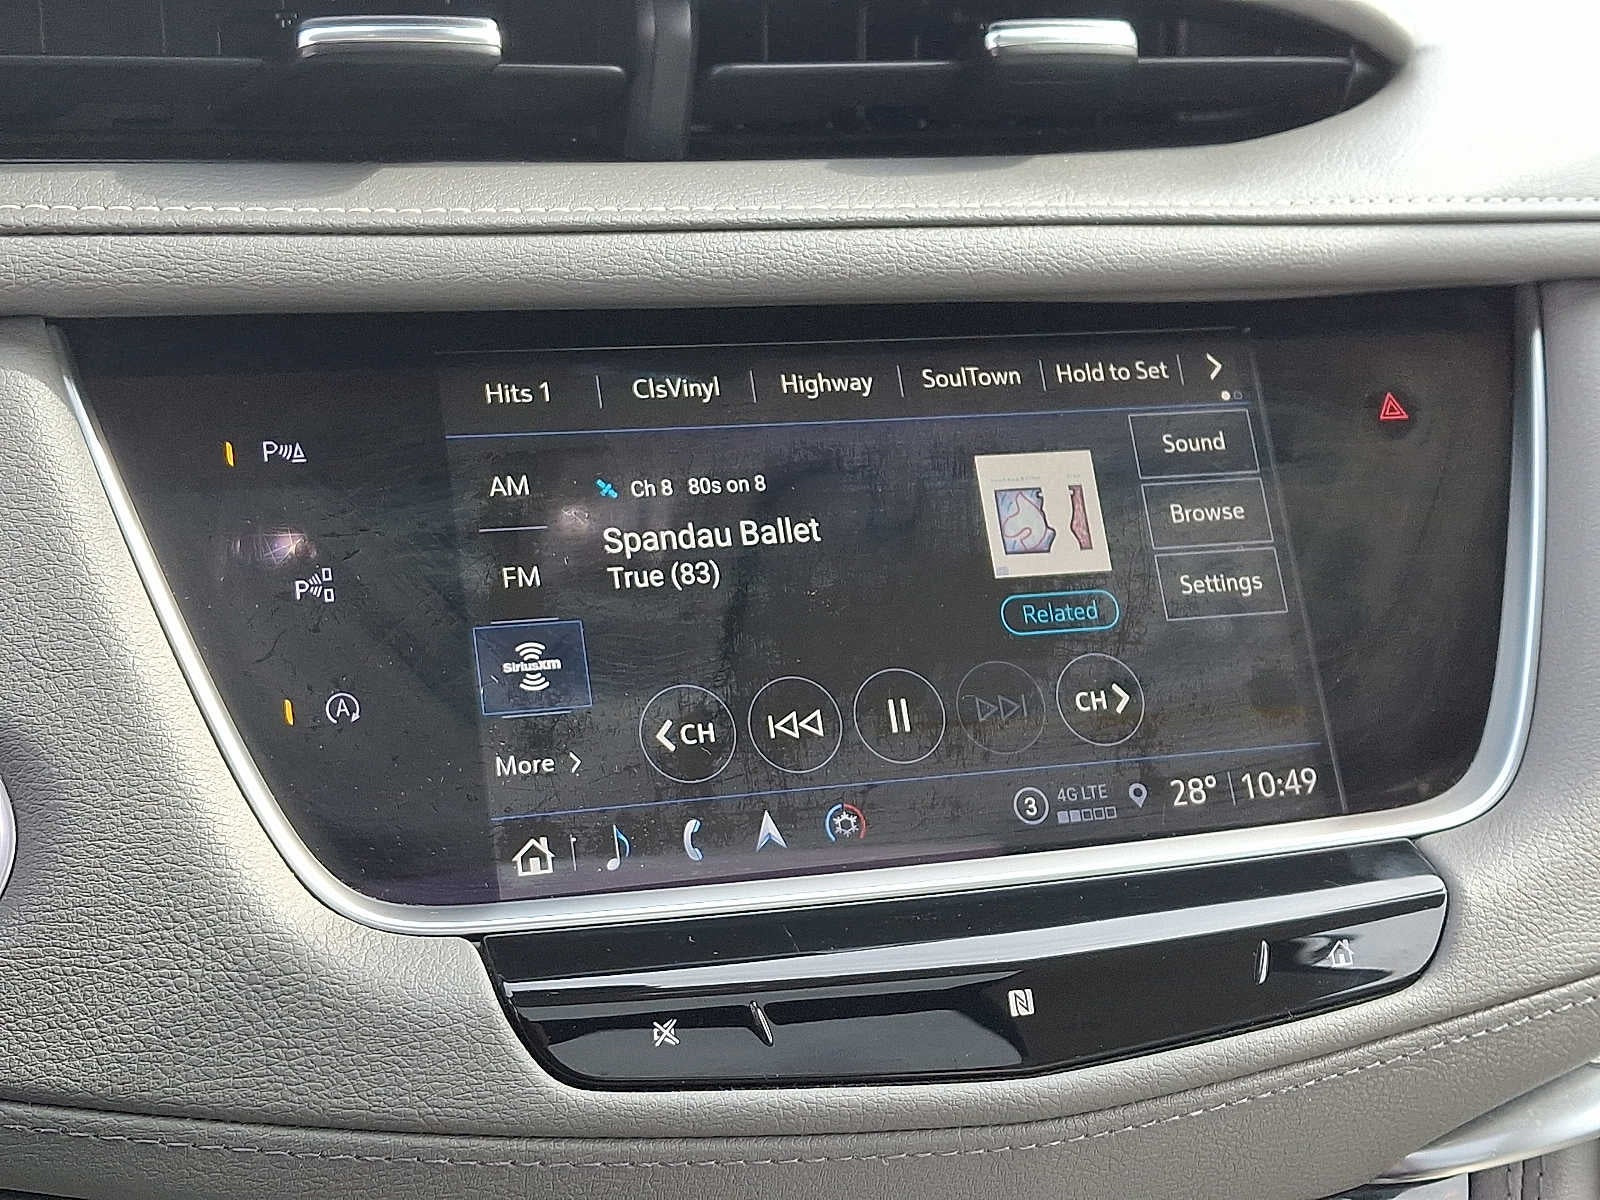 Hits 1 ClsVinyl Highway SoulTown Hold to Set
AM
FM
SiriusXM
More
Ch 8 80s on 8
Spandau Ballet
True (83)
Related
Sound
Browse
Settings
CH
CH
3 4G LTE 28° 10:49
P
P
A
N